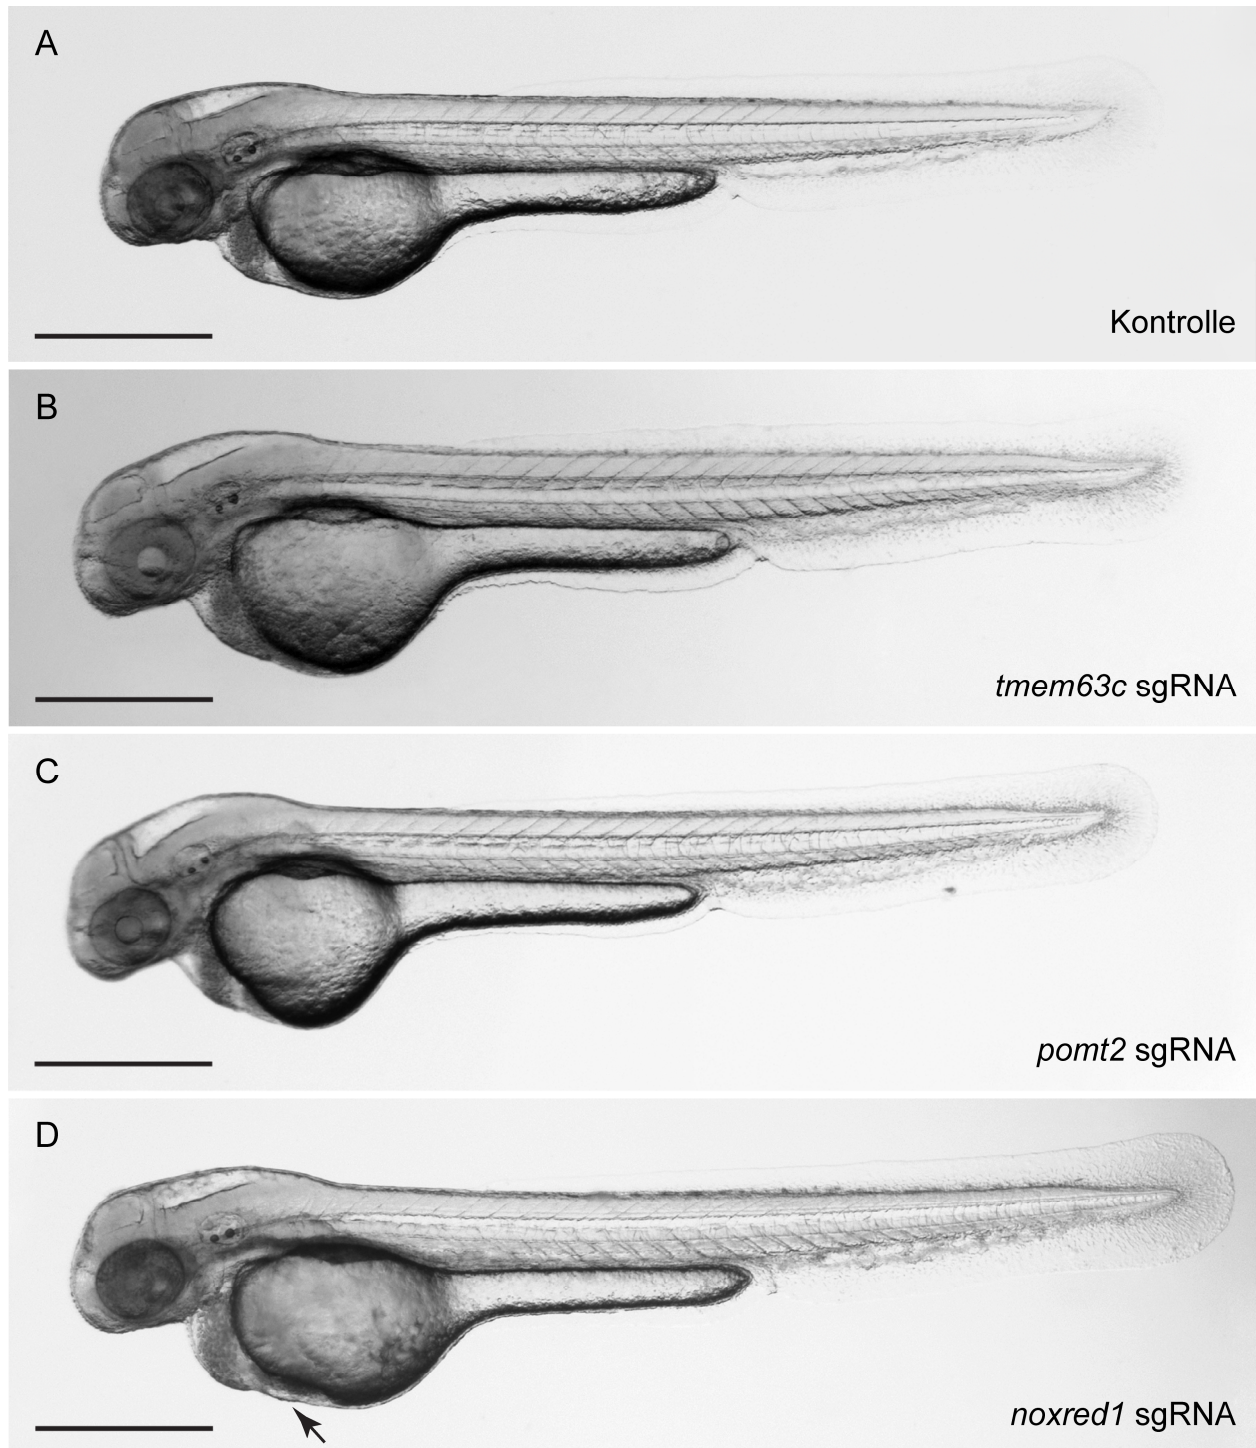 A
Kontrolle
B
tmem63c sgRNA
C
pomt2 sgRNA
D
noxred1 sgRNA